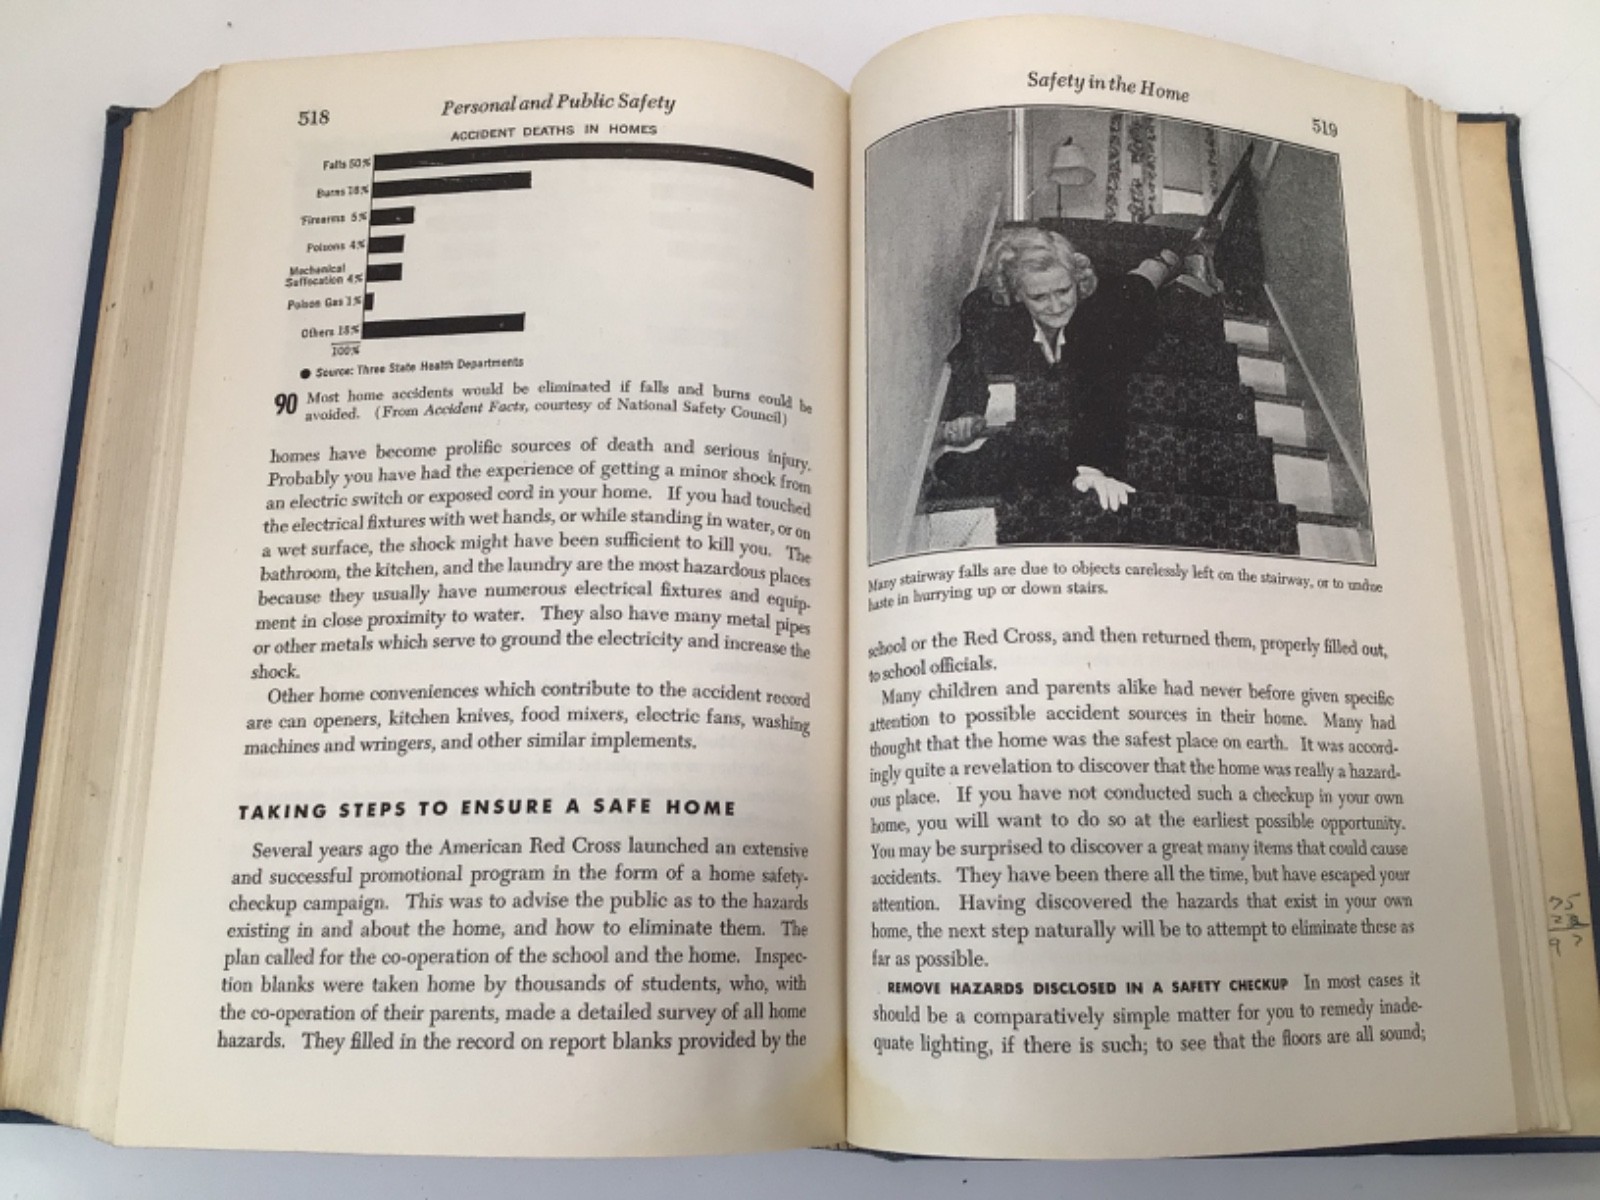 518
Personal and Public Safety
ACCIDENT DEATHS IN HOMES
Falls 50%
Burns 18%
Firearms 5%
Poisons 4%
Mechanical
Suffocation 4%
Poison Gas 1%
Others 18%
100%
● Source: Three State Health Departments
90 Most home accidents would be eliminated if falls and burns could be
avoided. (From Accident Facts, courtesy of National Safety Council)
homes have become prolific sources of death and serious injury.
Probably you have had the experience of getting a minor shock from
an electric switch or exposed cord in your home. If you had touched
the electrical fixtures with wet hands, or while standing in water, or on
a wet surface, the shock might have been sufficient to kill you. The
bathroom, the kitchen, and the laundry are the most hazardous places
because they usually have numerous electrical fixtures and equip-
ment in close proximity to water. They also have many metal pipes
or other metals which serve to ground the electricity and increase the
shock.
Other home conveniences which contribute to the accident record
are can openers, kitchen knives, food mixers, electric fans, washing
machines and wringers, and other similar implements.
TAKING STEPS TO ENSURE A SAFE HOME
Several years ago the American Red Cross launched an extensive
and successful promotional program in the form of a home safety-
checkup campaign. This was to advise the public as to the hazards
existing in and about the home, and how to eliminate them. The
plan called for the co-operation of the school and the home. Inspec-
tion blanks were taken home by thousands of students, who, with
the co-operation of their parents, made a detailed survey of all home
hazards. They filled in the record on report blanks provided by the
Safety in the Home
519
Many stairway falls are due to objects carelessly left on the stairway, or to undue
haste in hurrying up or down stairs.
school or the Red Cross, and then returned them, properly filled out,
to school officials.
Many children and parents alike had never before given specific
attention to possible accident sources in their home. Many had
thought that the home was the safest place on earth. It was accord-
ingly quite a revelation to discover that the home was really a hazard-
ous place. If you have not conducted such a checkup in your own
home, you will want to do so at the earliest possible opportunity.
You may be surprised to discover a great many items that could cause
accidents. They have been there all the time, but have escaped your
attention. Having discovered the hazards that exist in your own
home, the next step naturally will be to attempt to eliminate these as
far as possible.
REMOVE HAZARDS DISCLOSED IN A SAFETY CHECKUP In most cases it
should be a comparatively simple matter for you to remedy inade-
quate lighting, if there is such; to see that the floors are all sound;
75